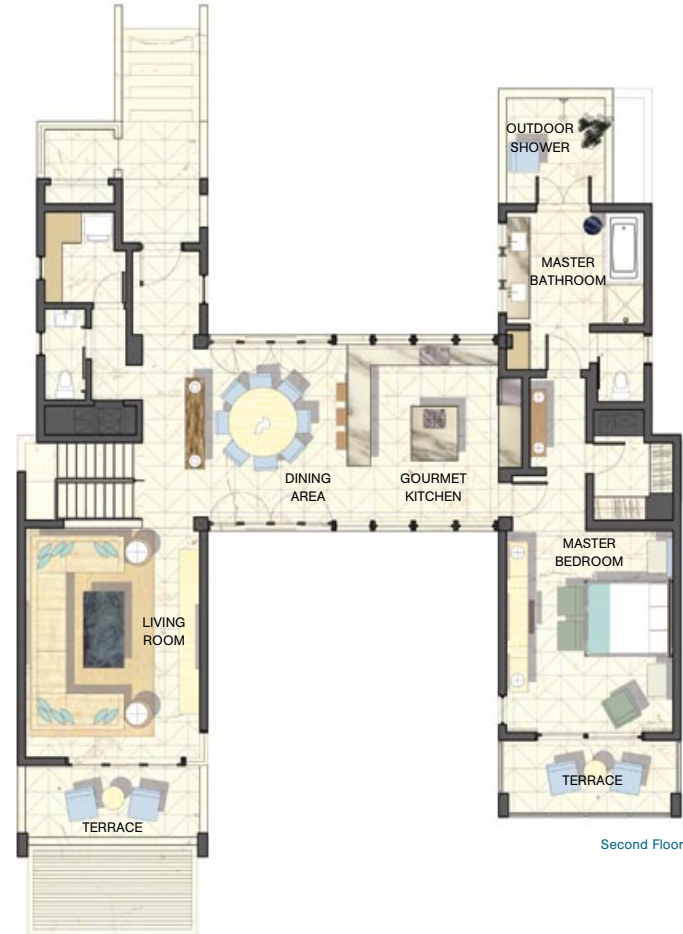 OUTDOOR
SHOWER
MASTER
BATHROOM
DINING
AREA
GOURMET
KITCHEN
MASTER
BEDROOM
LIVING
ROOM
TERRACE
TERRACE
Second Floor